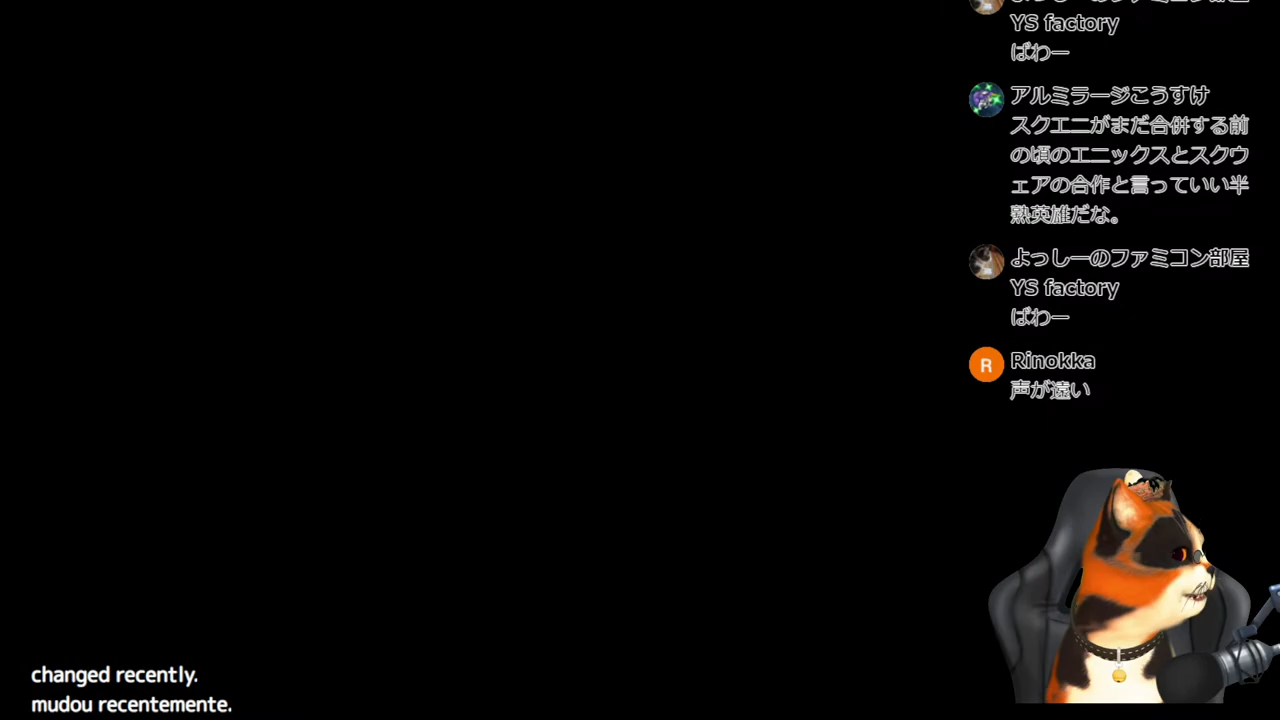 YS factory
ばわー
アルミラージこうすけ
スクエニがまだ合併する前
の頃のエニックスとスクウ
ェアの合作と言っていい半
熟英雄だな。
よっしーのファミコン部屋
YS factory
ばわー
R
Rinokka
声が遠い
changed recently.
mudou recentemente.